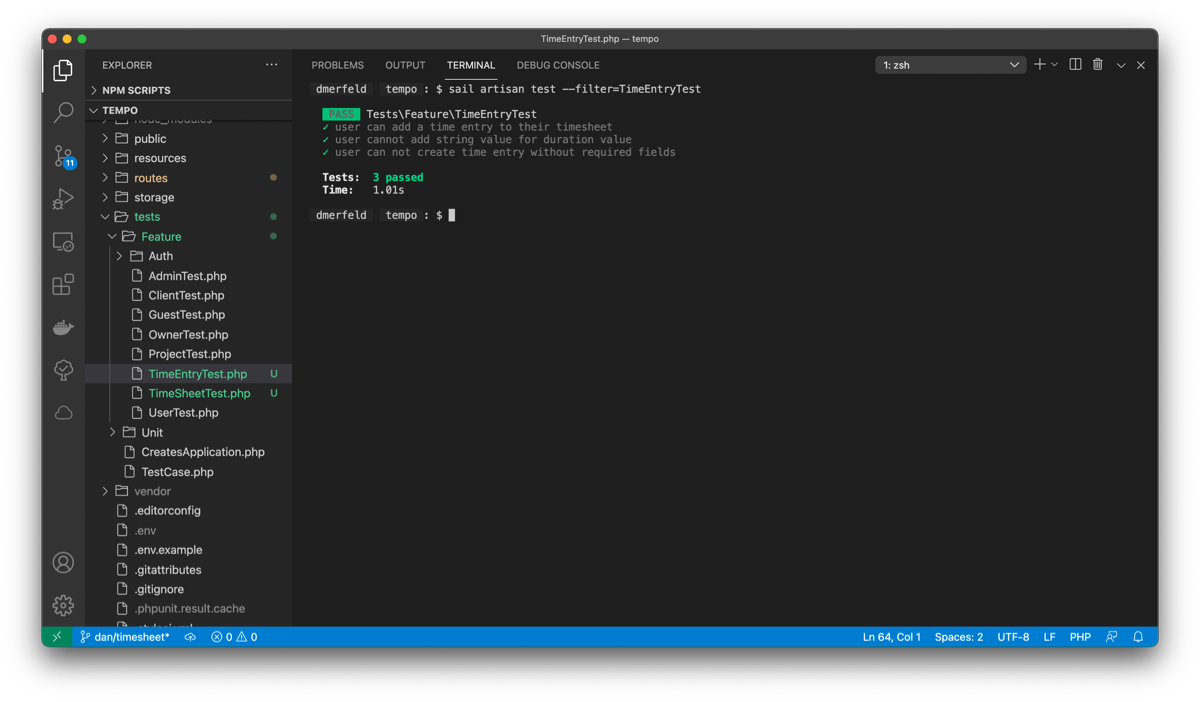 TimeEntryTest.php — tempo
EXPLORER
···
NPM SCRIPTS
TEMPO
node_modules
public
resources
routes
storage
tests
Feature
Auth
AdminTest.php
ClientTest.php
GuestTest.php
OwnerTest.php
ProjectTest.php
TimeEntryTest.php U
TimeSheetTest.php U
UserTest.php
Unit
CreatesApplication.php
TestCase.php
vendor
.editorconfig
.env
.env.example
.gitattributes
.gitignore
.phpunit.result.cache
11
PROBLEMS OUTPUT TERMINAL DEBUG CONSOLE
1: zsh
dmerfeld tempo : $ sail artisan test --filter=TimeEntryTest
PASS Tests\Feature\TimeEntryTest
✓ user can add a time entry to their timesheet
✓ user cannot add string value for duration value
✓ user can not create time entry without required fields
Tests: 3 passed
Time: 1.01s
dmerfeld tempo : $
dan/timesheet* 0 0 Ln 64, Col 1 Spaces: 2 UTF-8 LF PHP